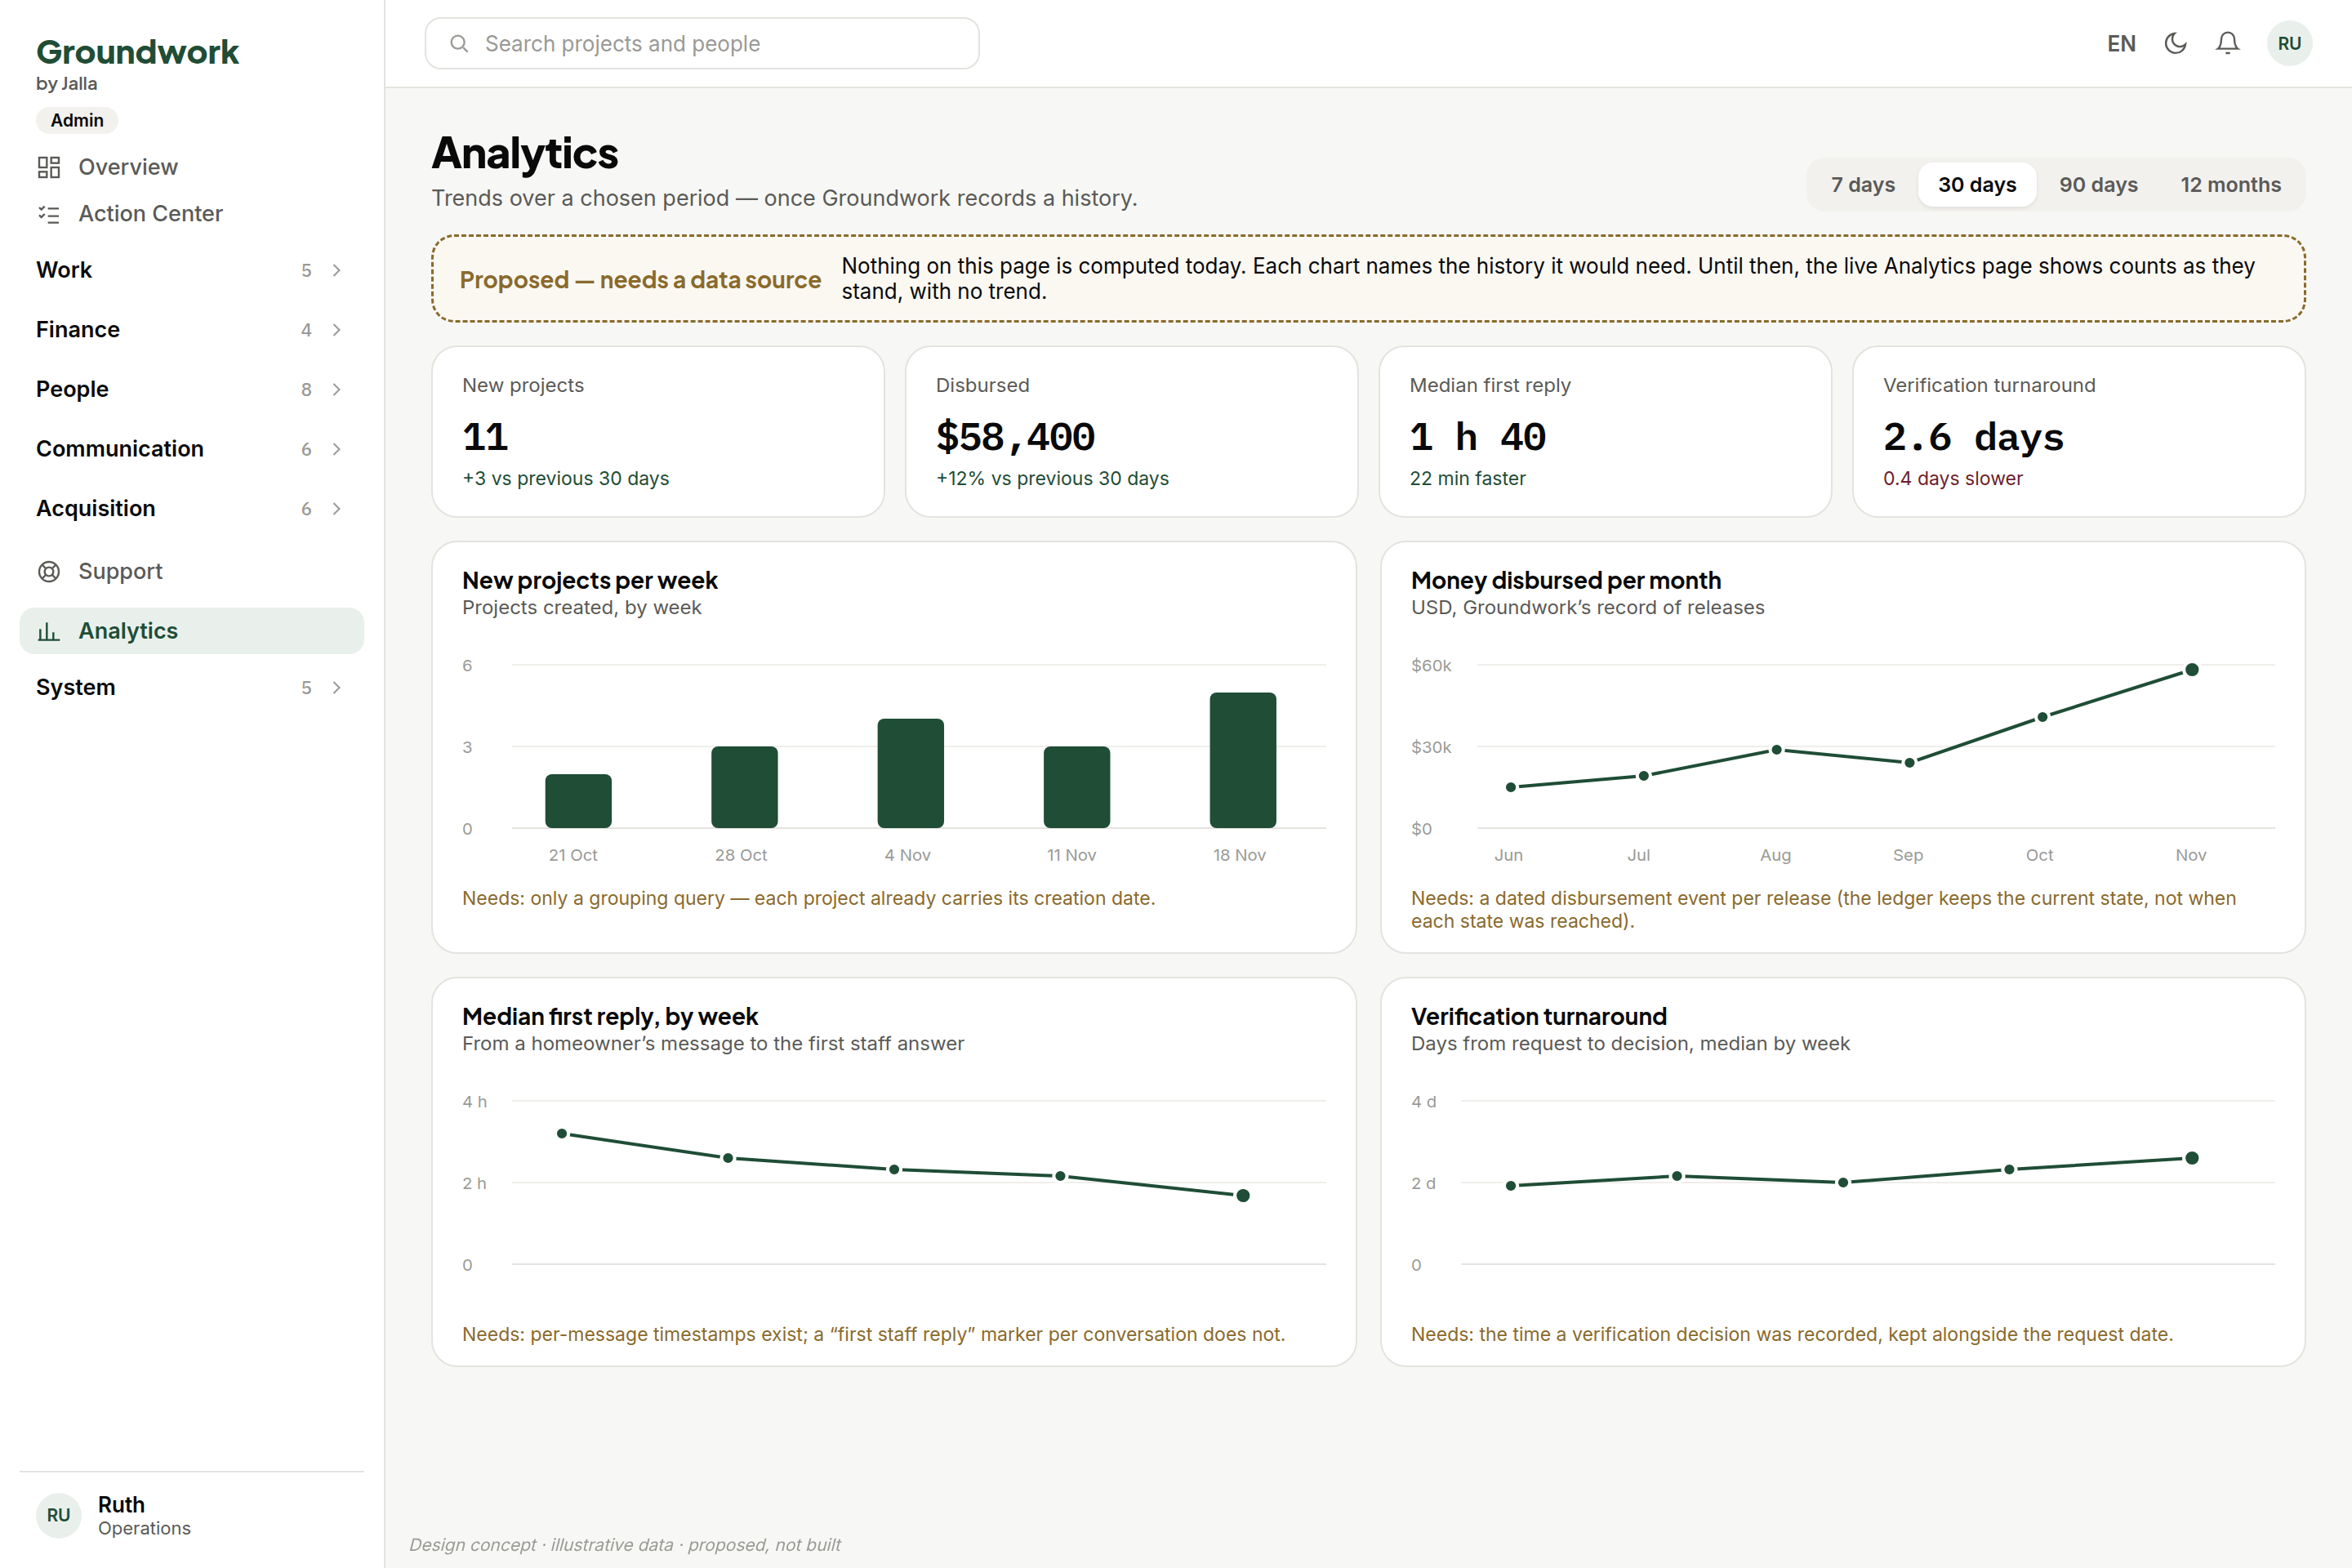 Groundwork
by Jalla
Admin
Overview
Action Center
Work 5
Finance 4
People 8
Communication 6
Acquisition 6
Support
Analytics
System 5
RU
Ruth
Operations
Search projects and people
EN
RU
Analytics
Trends over a chosen period — once Groundwork records a history.
7 days 30 days 90 days 12 months
Proposed — needs a data source
Nothing on this page is computed today. Each chart names the history it would need. Until then, the live Analytics page shows counts as they
stand, with no trend.
New projects
11
+3 vs previous 30 days
Disbursed
$58,400
+12% vs previous 30 days
Median first reply
1 h 40
22 min faster
Verification turnaround
2.6 days
0.4 days slower
New projects per week
Projects created, by week
6
3
0
21 Oct 28 Oct 4 Nov 11 Nov 18 Nov
Needs: only a grouping query — each project already carries its creation date.
Money disbursed per month
USD, Groundwork’s record of releases
$60k
$30k
$0
Jun Jul Aug Sep Oct Nov
Needs: a dated disbursement event per release (the ledger keeps the current state, not when
each state was reached).
Median first reply, by week
From a homeowner’s message to the first staff answer
4 h
2 h
0
Needs: per-message timestamps exist; a “first staff reply” marker per conversation does not.
Verification turnaround
Days from request to decision, median by week
4 d
2 d
0
Needs: the time a verification decision was recorded, kept alongside the request date.
Design concept · illustrative data · proposed, not built